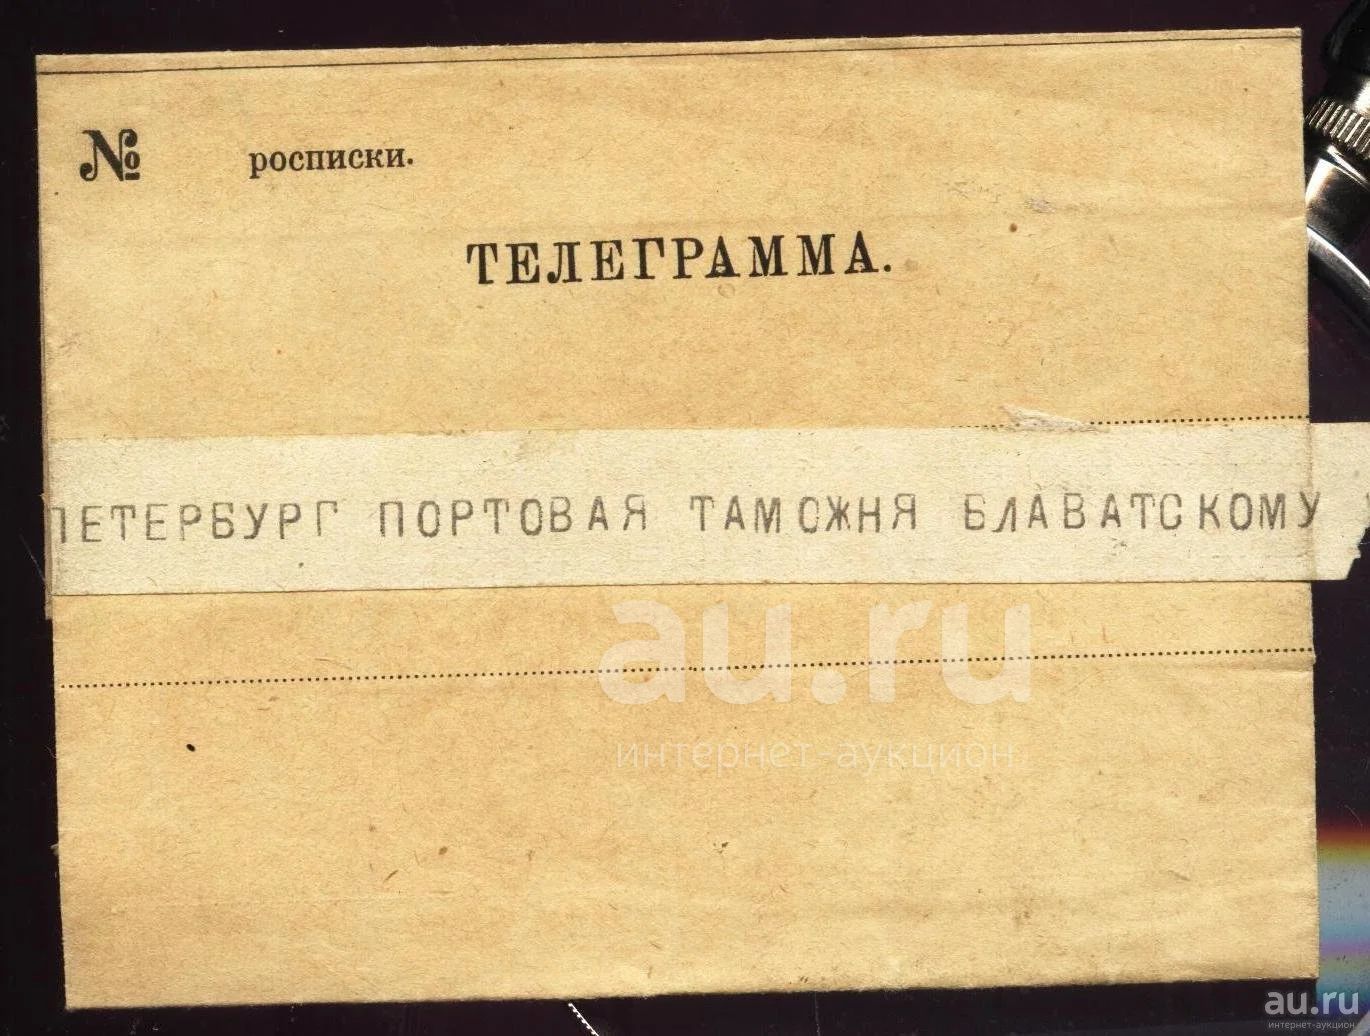 № росписки.
ТЕЛЕГРАММА.
ПЕТЕРБУРГ ПОРТОВАЯ ТАМОЖНЯ БЛАВАТСКОМУ
au.ru
интернет-аукцион
au.ru
интернет-аукцион